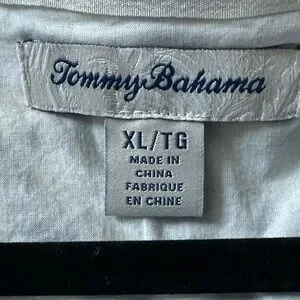 Tommy Bahama
XL/TG
MADE IN
CHINA
FABRIQUE
EN CHINE